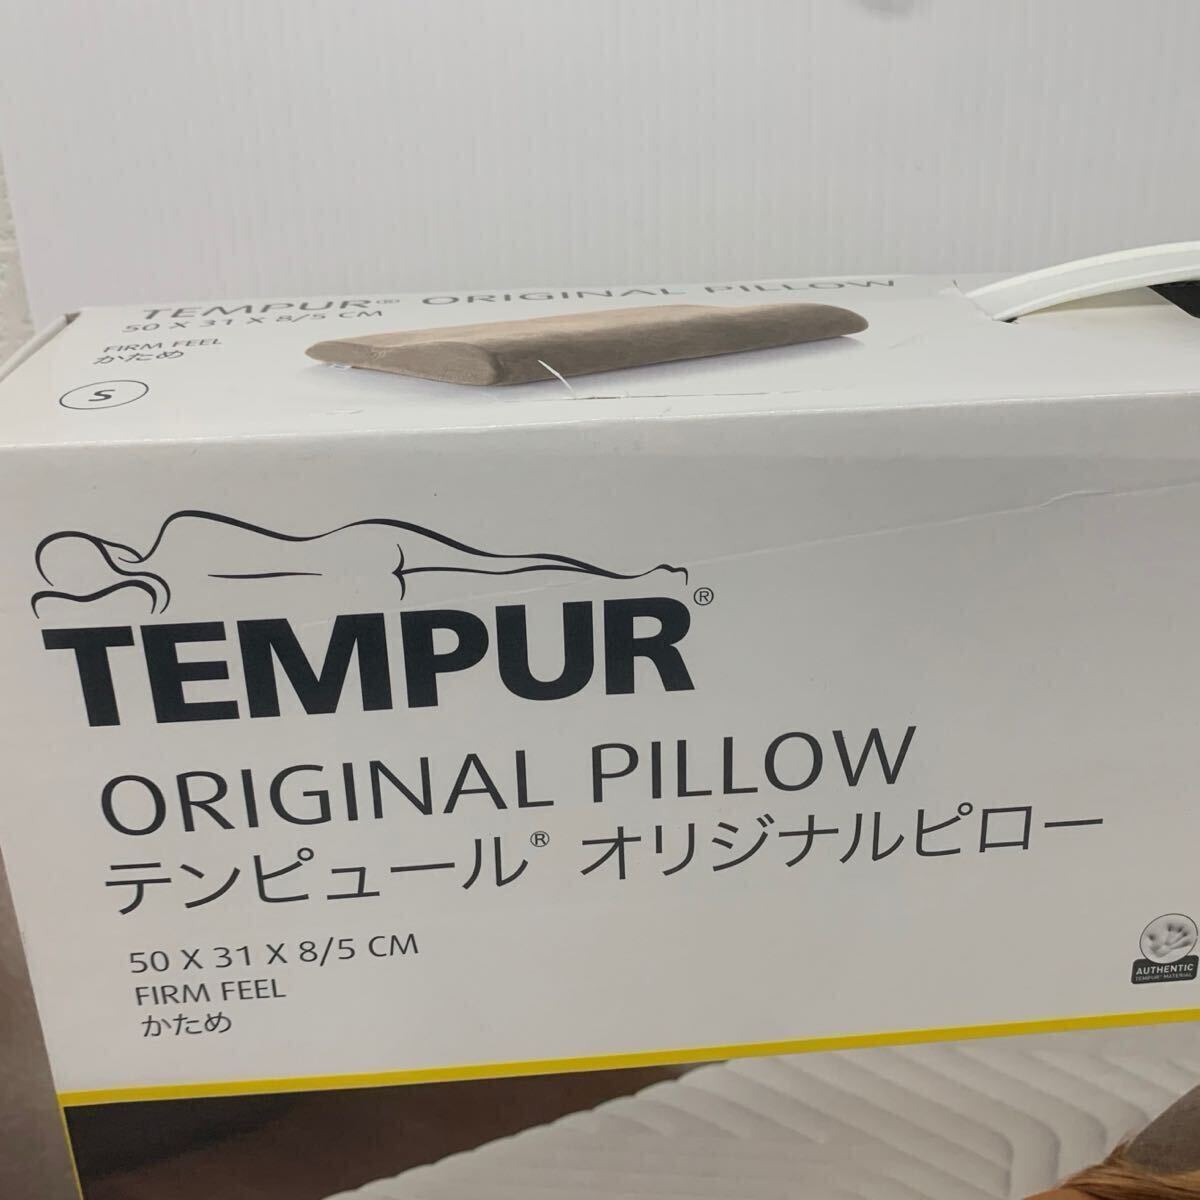 TEMPUR® ORIGINAL PILLOW
50 X 31 X 8/5 CM
FIRM FEEL
かため
S
TEMPUR®
ORIGINAL PILLOW
テンピュール® オリジナルピロー
50 X 31 X 8/5 CM
FIRM FEEL
かため
AUTHENTIC
TEMPUR® MATERIAL